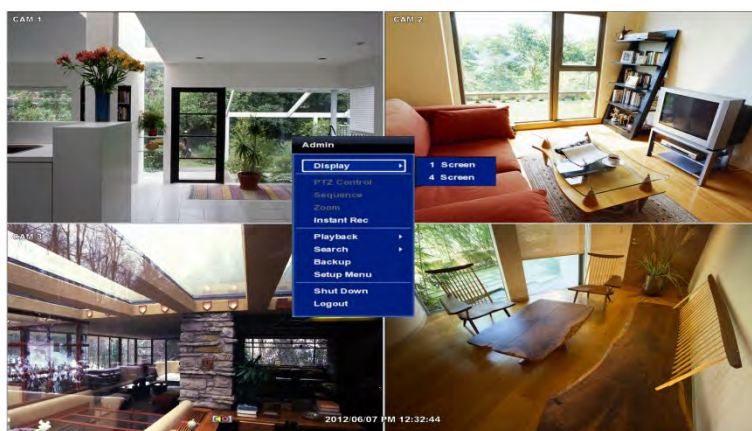 CAM 1
CAM 2
Admin
Display
1 Screen
4 Screen
PTZ Control
Sequence
Zoom
Instant Rec
Playback
Search
Backup
Setup Menu
Shut Down
Logout
CAM 3
2012/06/07 PM 12:32:44